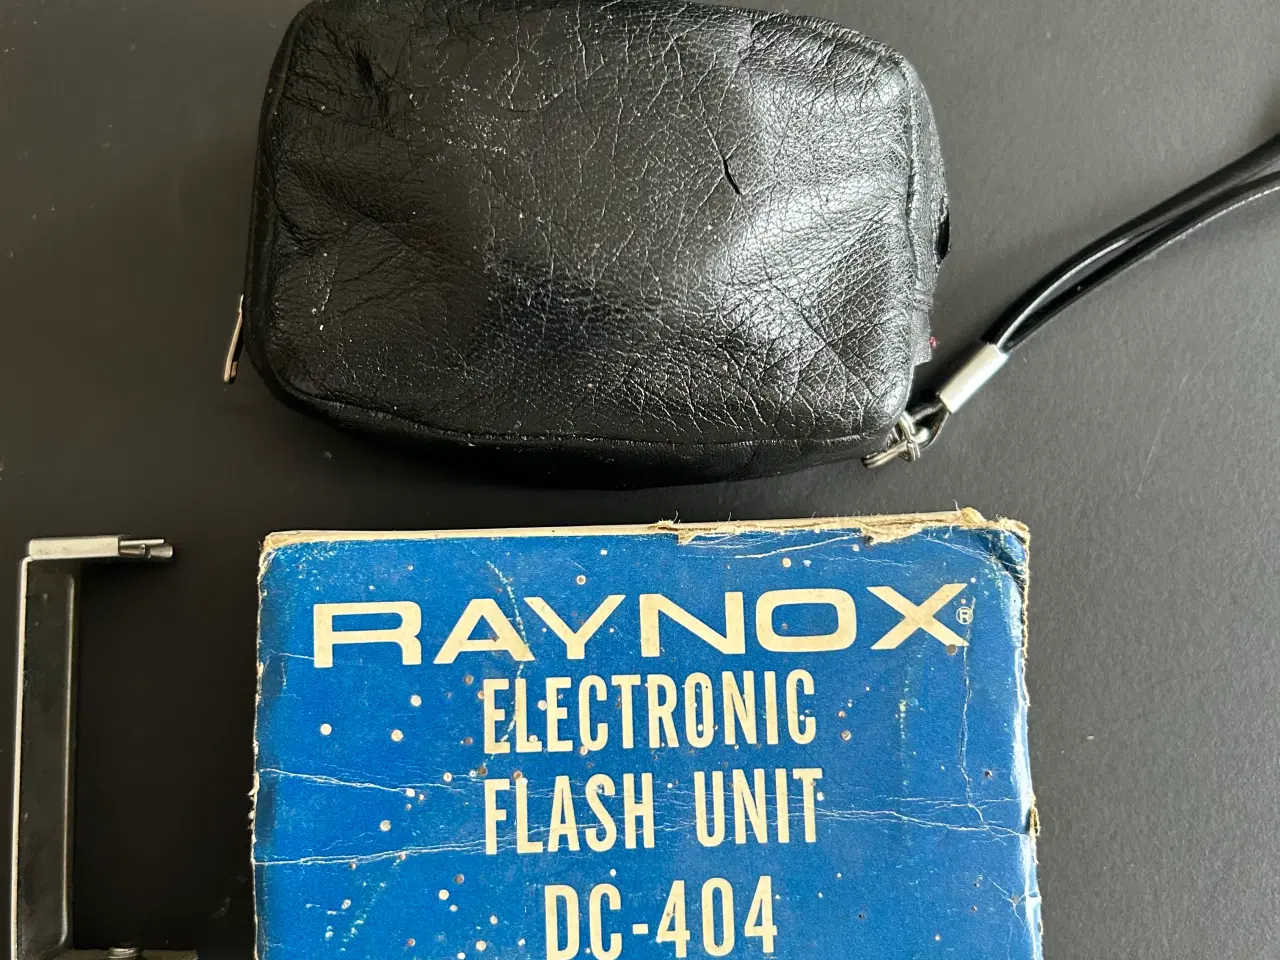 RAYNOX®
ELECTRONIC
FLASH UNIT
DC-404